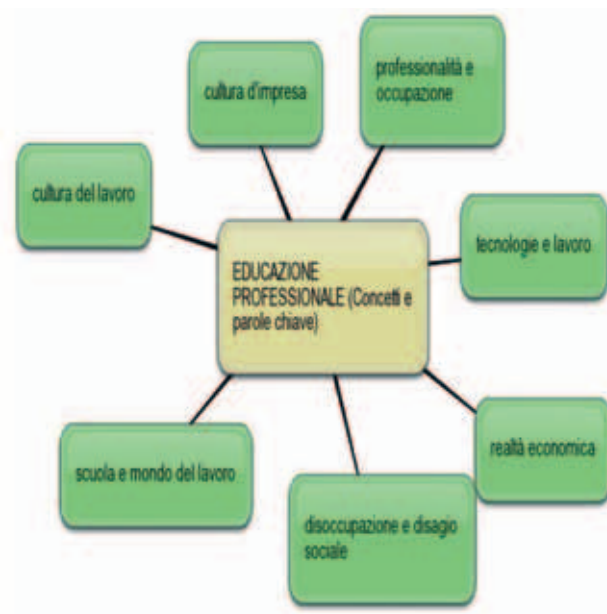 professionalità e
occupazione
cultura d'impresa
cultura del lavoro
tecnologie e lavoro
EDUCAZIONE
PROFESSIONALE (Concetti e
parole chiave)
realtà economica
scuola e mondo del lavoro
disoccupazione e disagio
sociale